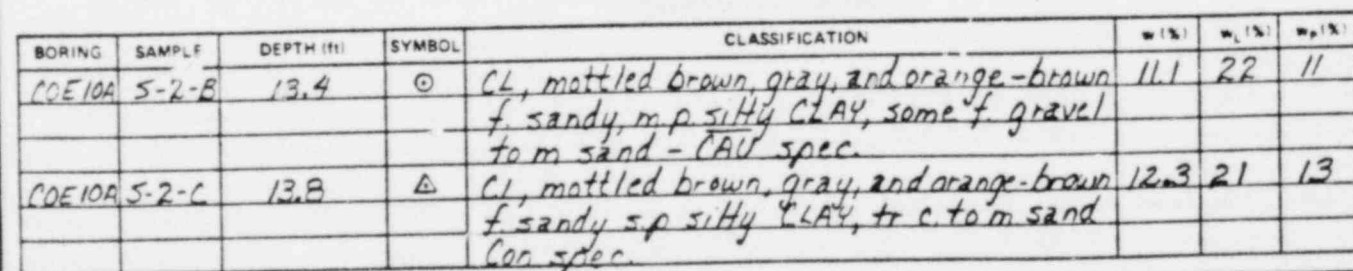 BORING SAMPLE DEPTH (ft) SYMBOL CLASSIFICATION w (%) wL (%) wP (%)
COE10A S-2-B 13.4 ⊙ CL, mottled brown, gray, and orange-brown 11.1 22 11
f. sandy, m.p. silty CLAY, some f. gravel
to m sand - CAU spec.
COE10A S-2-C 13.8 CL, mottled brown, gray, and orange-brown 12.3 21 13
f. sandy s.p. silty CLAY, tr c. to m sand
Con spec.